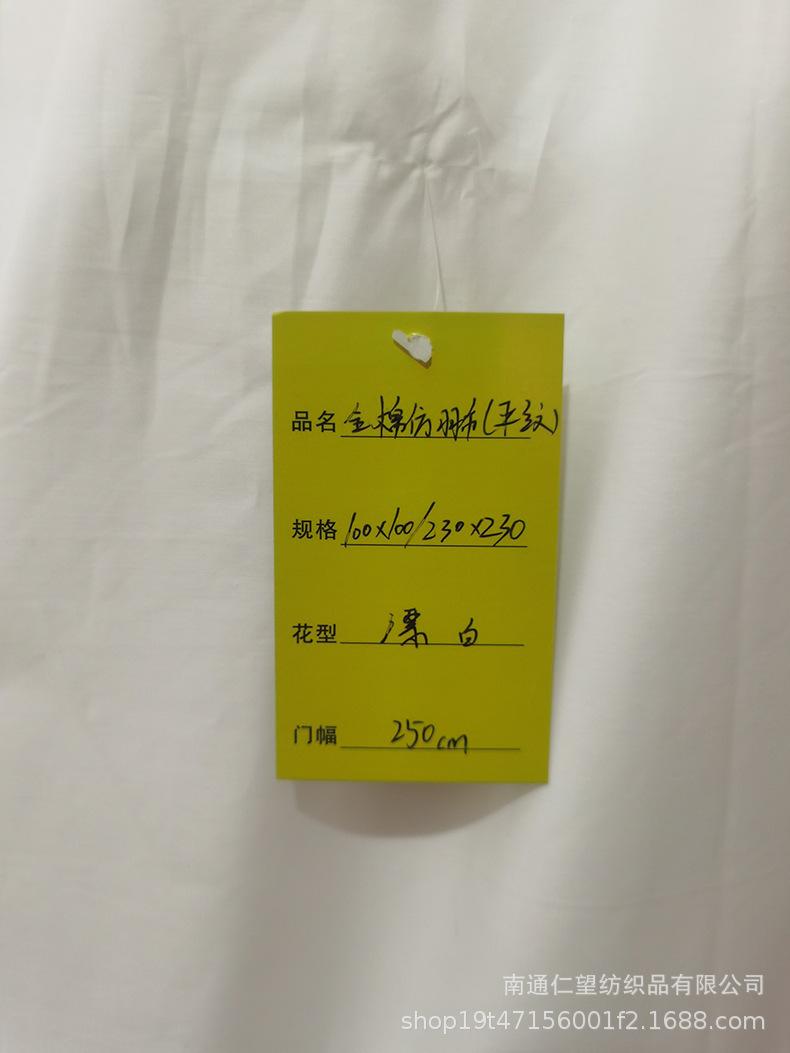 品名 全棉仿羽布(平纹)
规格 100x100/230x230
花型 漂白
门幅 250cm
南通仁望纺织品有限公司
shop19t47156001f2.1688.com